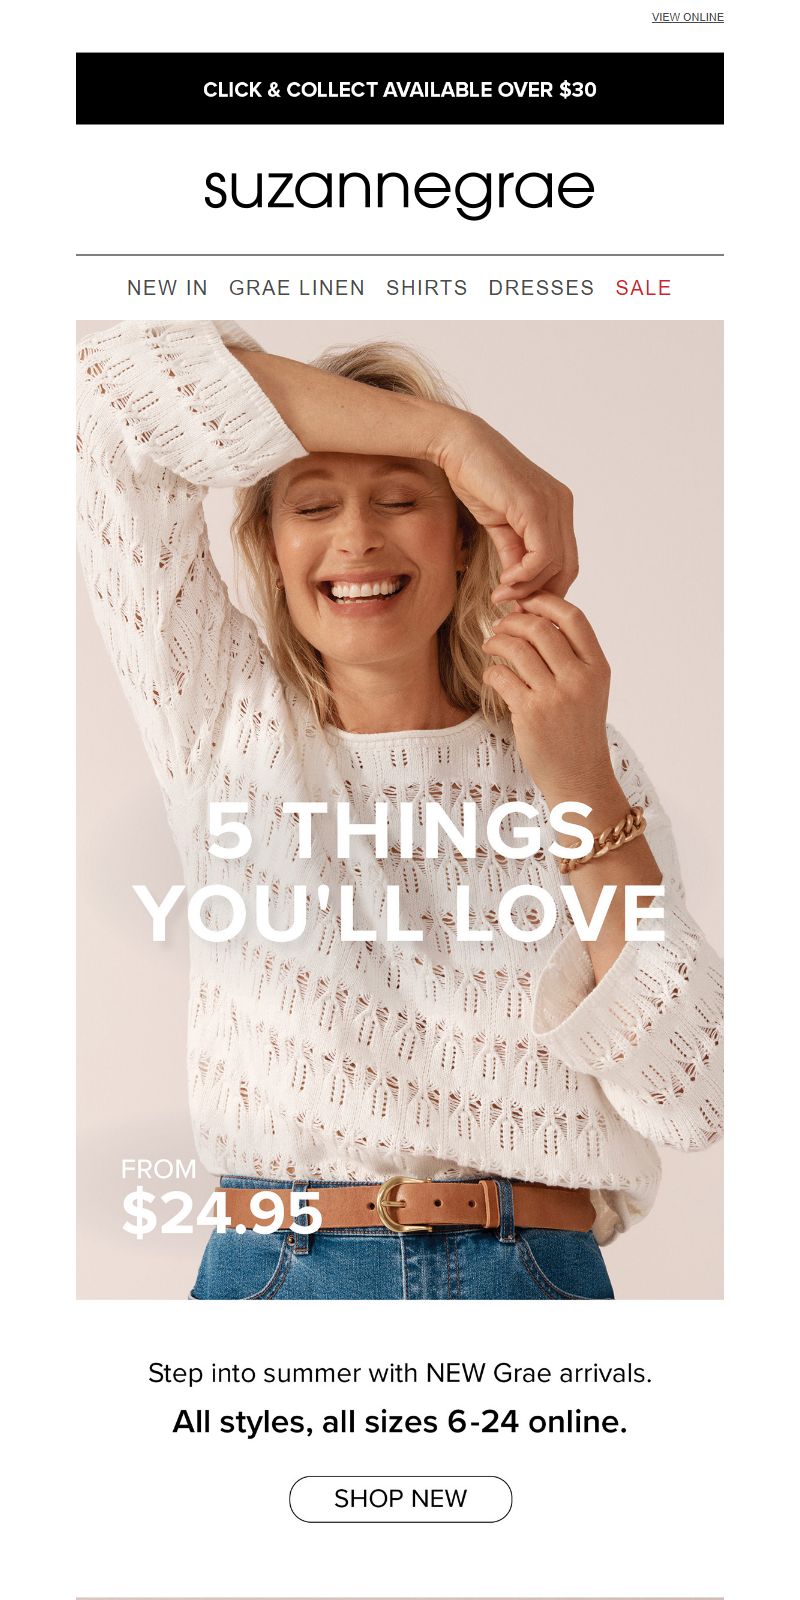 VIEW ONLINE
CLICK & COLLECT AVAILABLE OVER $30
suzannegrae
NEW IN GRAE LINEN SHIRTS DRESSES SALE
5 THINGS
YOU'LL LOVE
FROM
$24.95
Step into summer with NEW Grae arrivals.
All styles, all sizes 6-24 online.
SHOP NEW